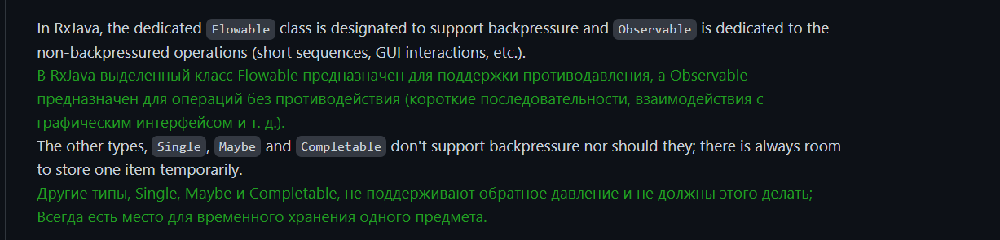 In RxJava, the dedicated Flowable class is designated to support backpressure and Observable is dedicated to the
non-backpressured operations (short sequences, GUI interactions, etc.).
В RxJava выделенный класс Flowable предназначен для поддержки противодавления, а Observable
предназначен для операций без противодействия (короткие последовательности, взаимодействия с
графическим интерфейсом и т. д.).
The other types, Single, Maybe and Completable don't support backpressure nor should they; there is always room
to store one item temporarily.
Другие типы, Single, Maybe и Completable, не поддерживают обратное давление и не должны этого делать;
Всегда есть место для временного хранения одного предмета.